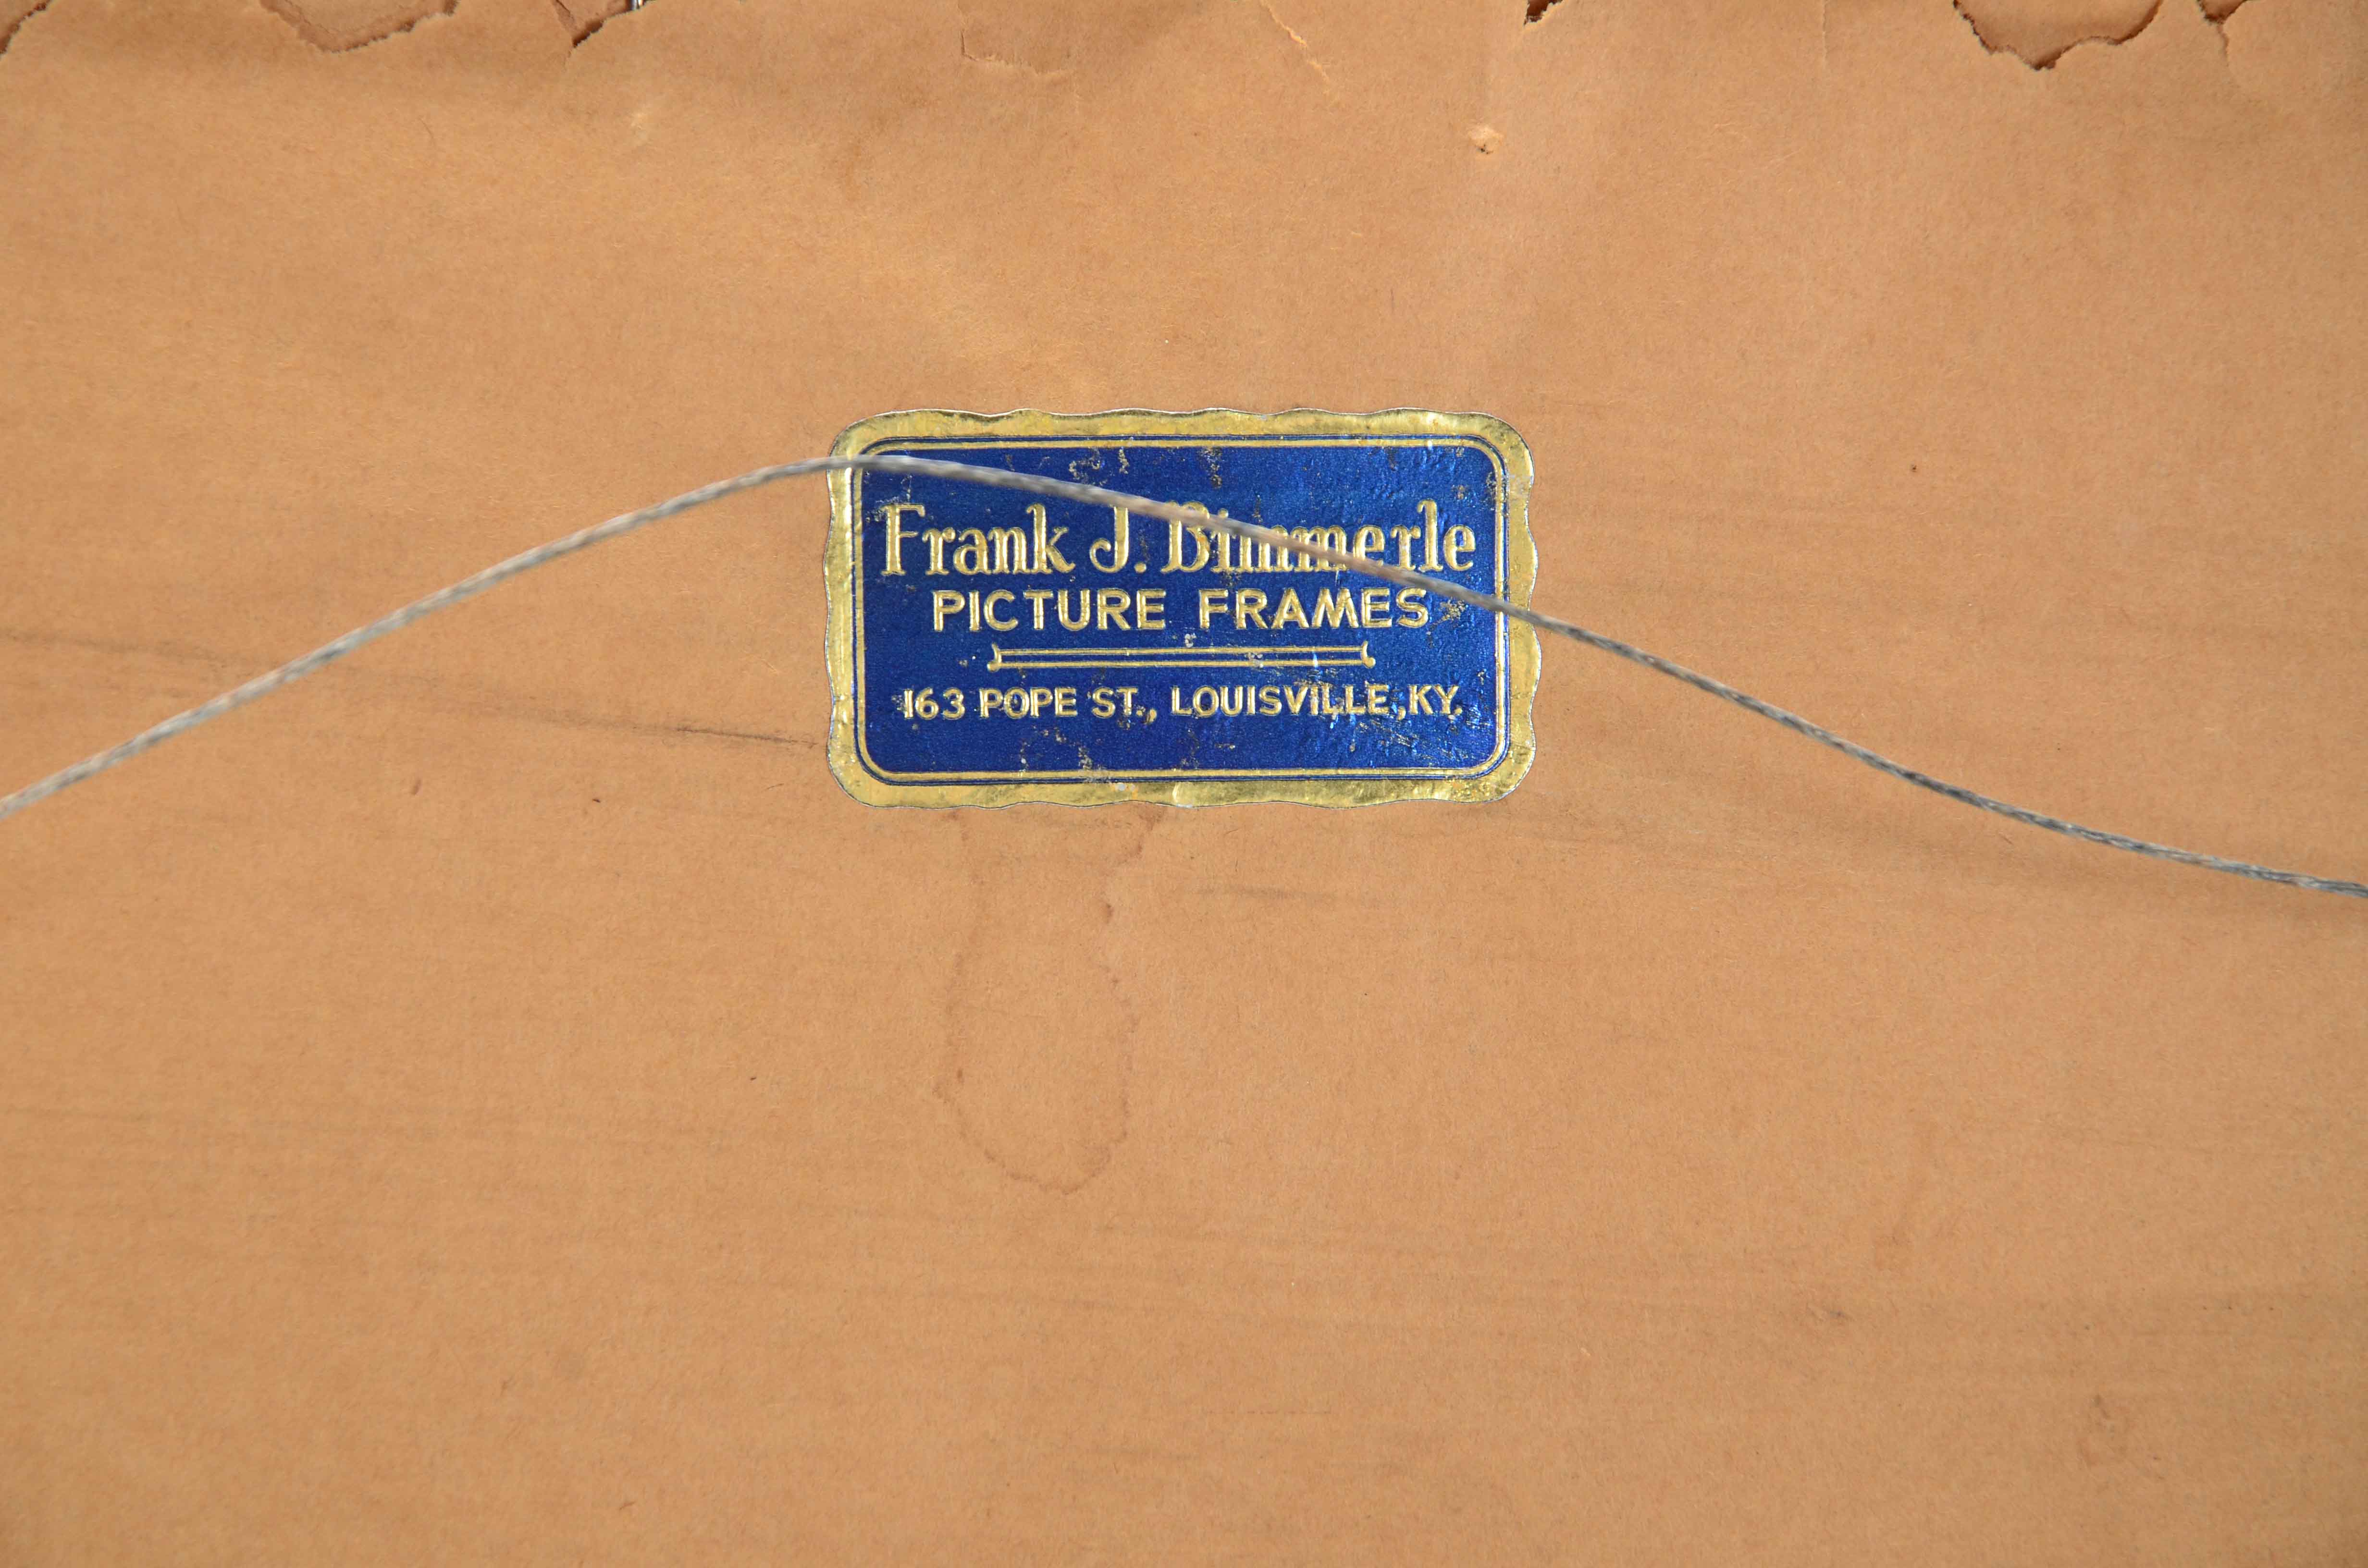 Frank J. Bimmerle
PICTURE FRAMES
163 POPE ST., LOUISVILLE, KY.